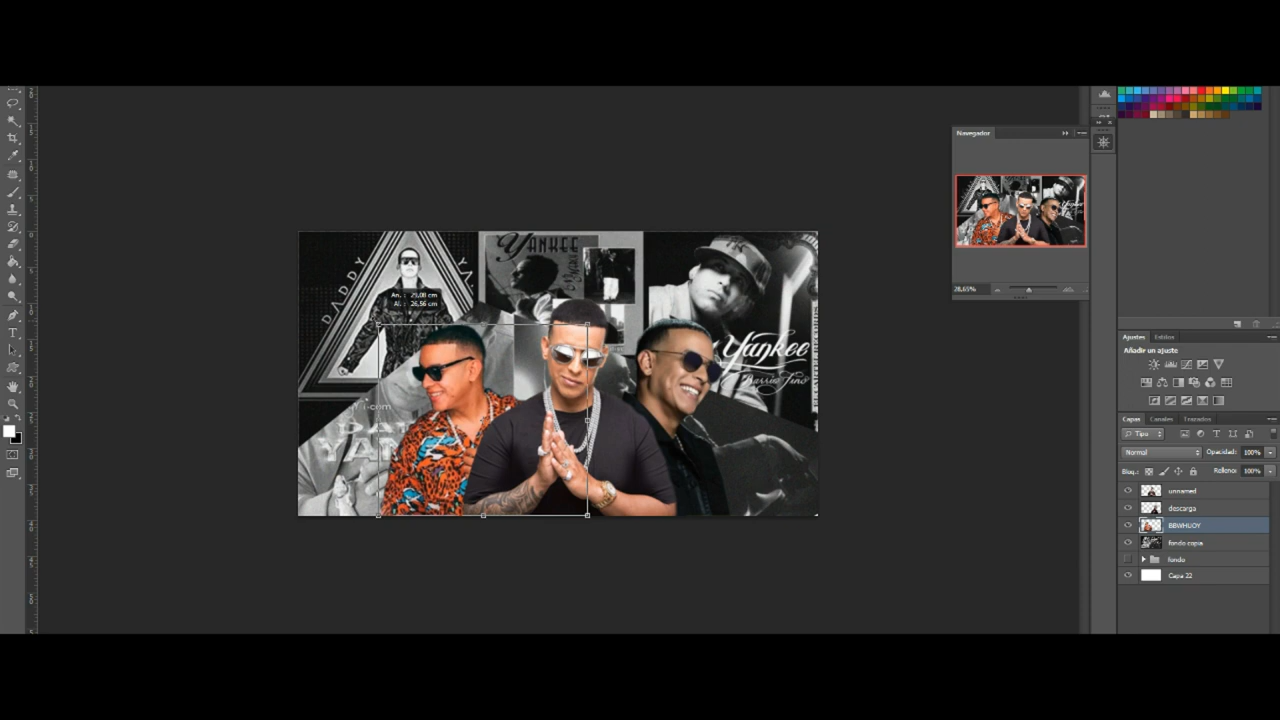 Navegador
28,65%
YANKEE
DADDY
YA
An. : 29,08 cm
Al. : 26,56 cm
Yankee
Barrio Fino
YAN
Ajustes
Estilos
Añadir un ajuste
Capas
Canales
Trazados
Tipo
Normal
Opacidad:
100%
Bloq.:
Relleno:
100%
unnamed
descarga
BBWHUOY
fondo copia
fondo
Capa 22